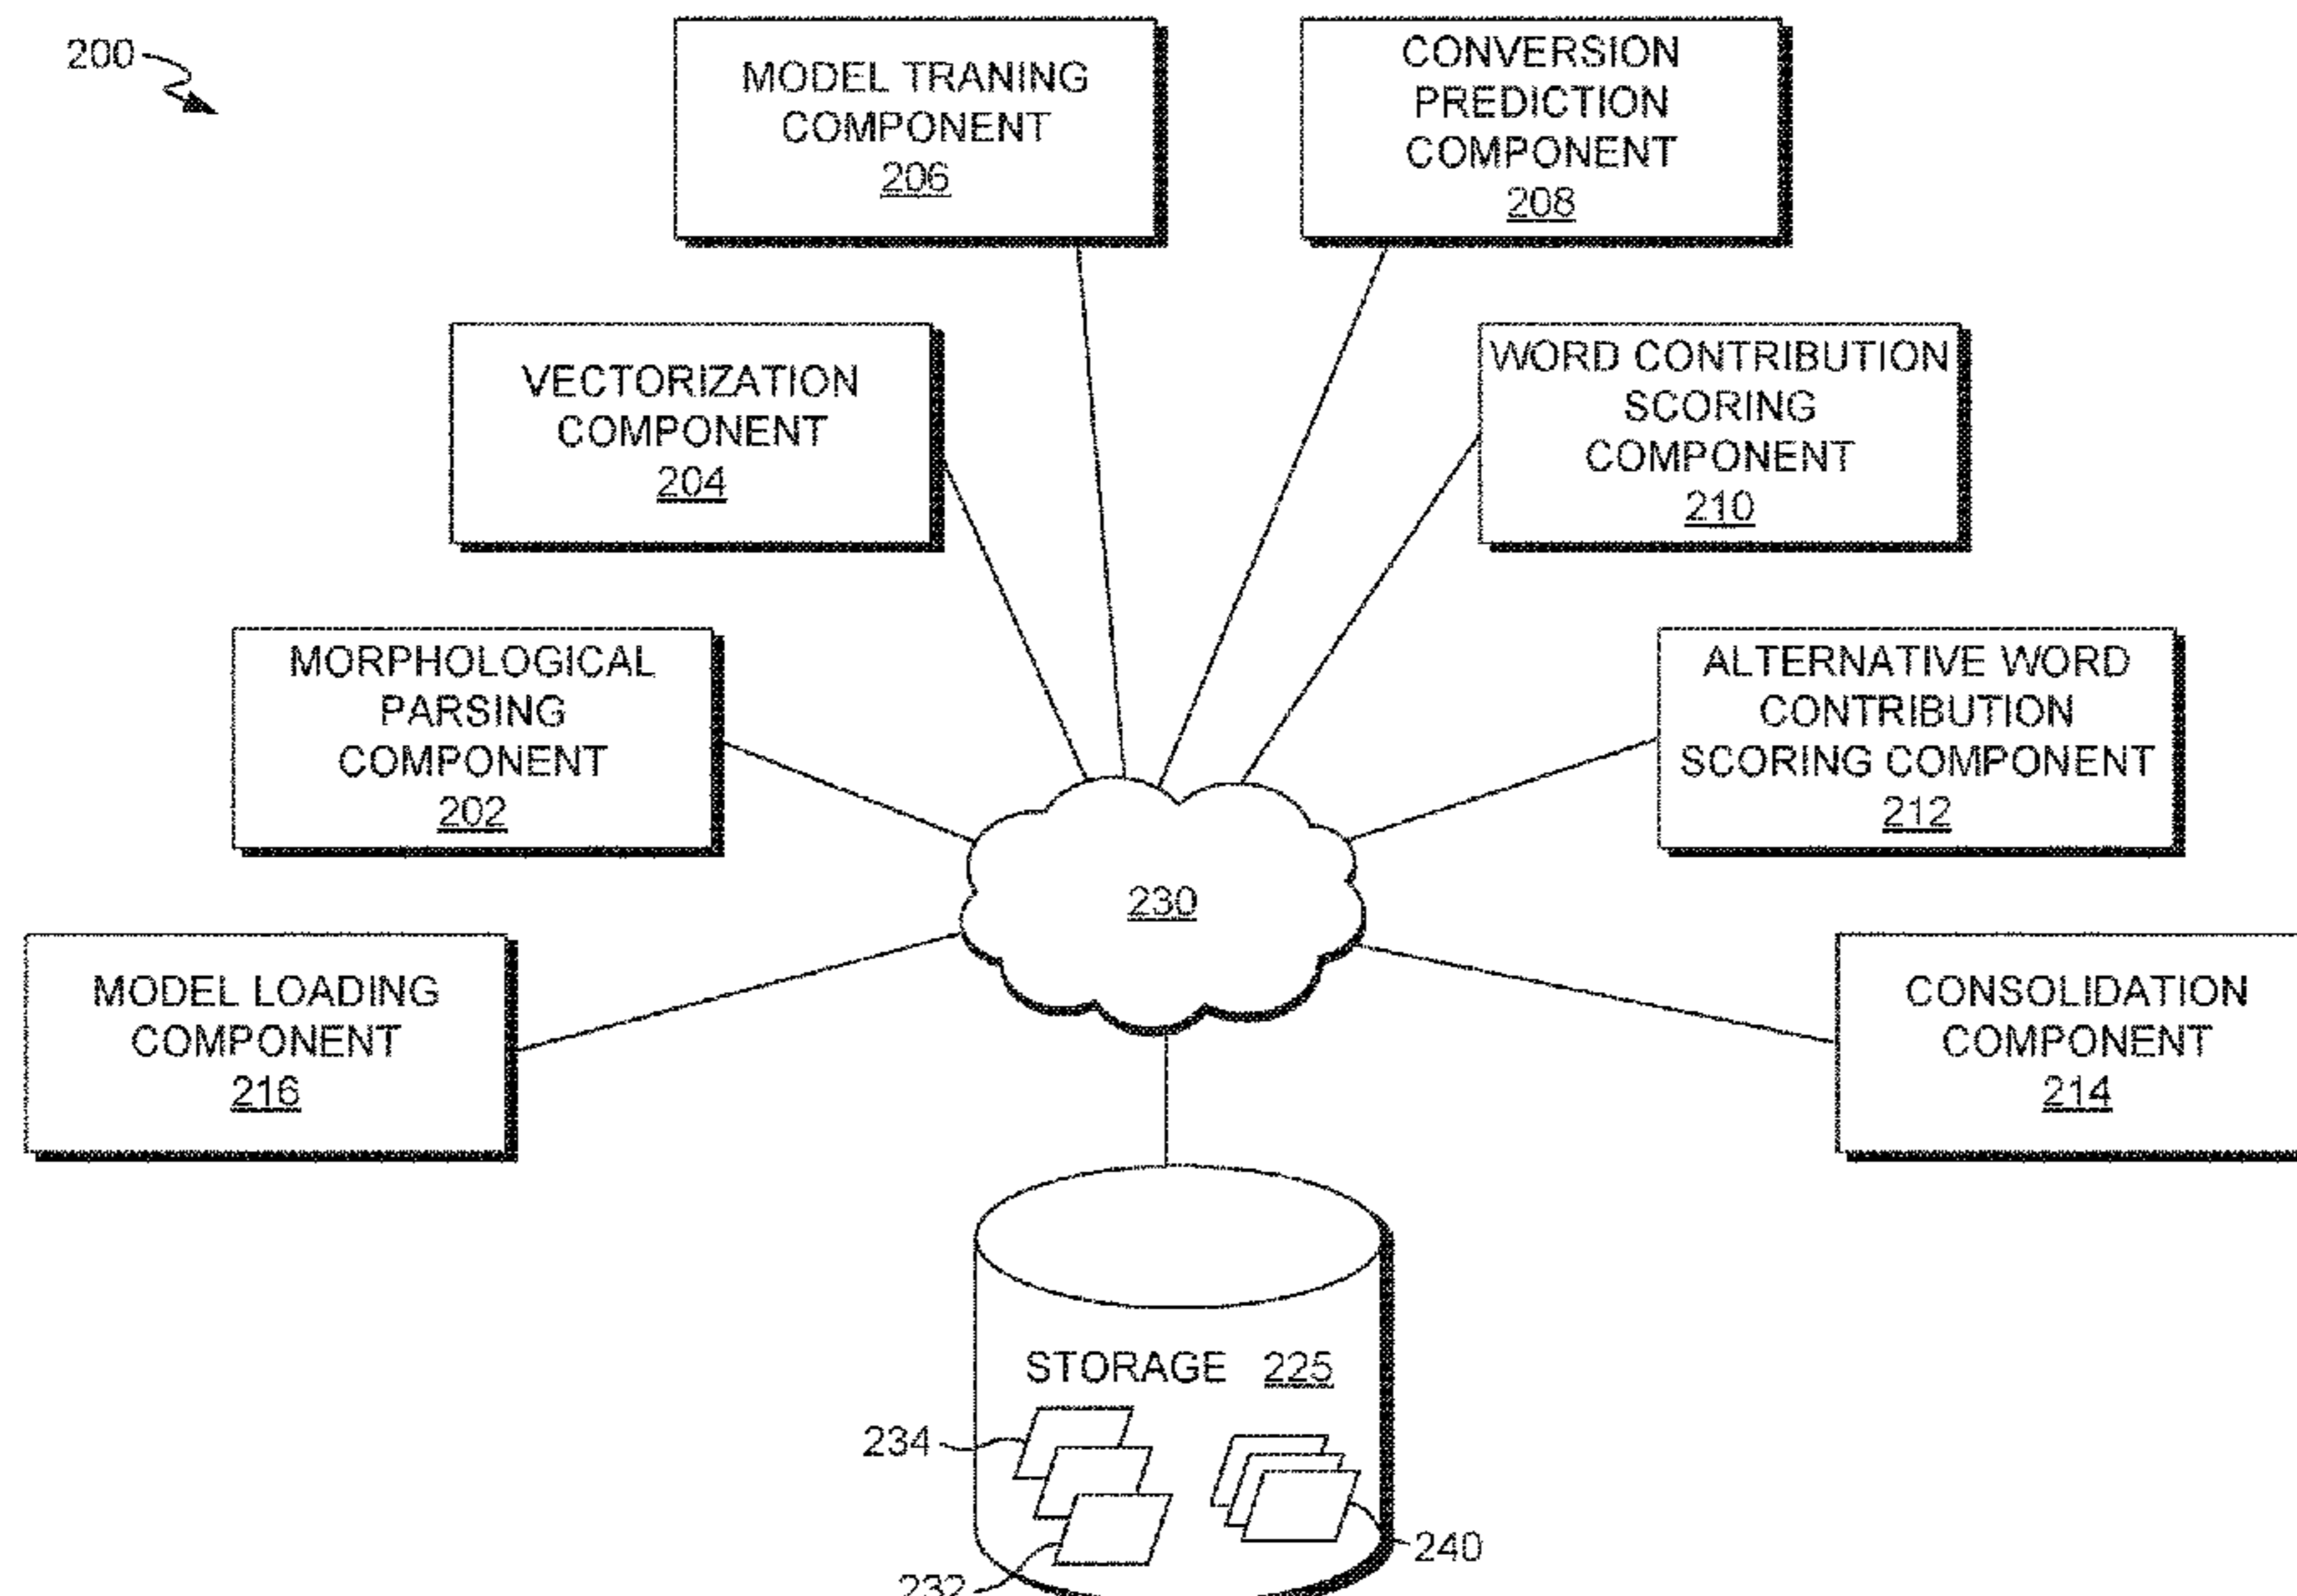 200
MODEL TRANING
COMPONENT
206
CONVERSION
PREDICTION
COMPONENT
208
VECTORIZATION
COMPONENT
204
WORD CONTRIBUTION
SCORING
COMPONENT
210
MORPHOLOGICAL
PARSING
COMPONENT
202
ALTERNATIVE WORD
CONTRIBUTION
SCORING COMPONENT
212
230
MODEL LOADING
COMPONENT
216
CONSOLIDATION
COMPONENT
214
STORAGE 225
234
240
232